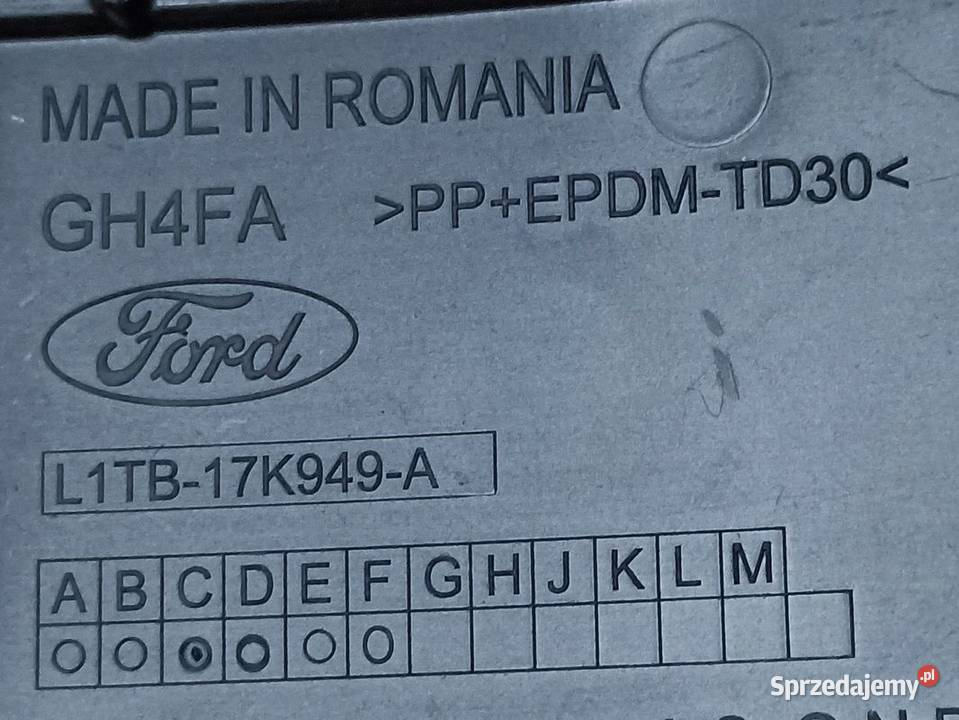 MADE IN ROMANIA
GH4FA >PP+EPDM-TD30<
Ford
L1TB-17K949-A
A B C D E F G H J K L M
Sprzedajemy.pl